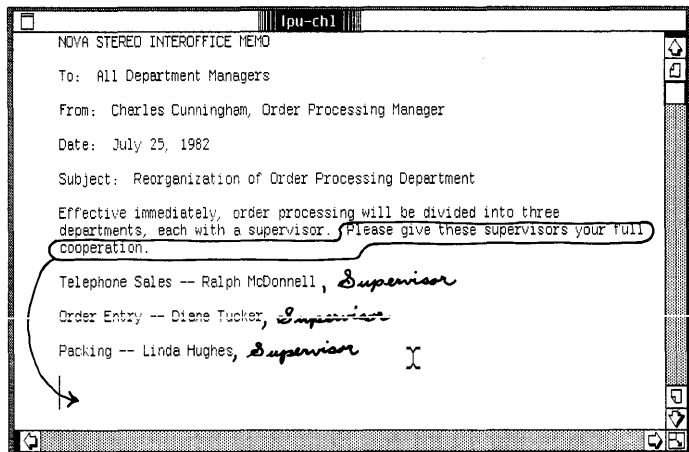 lpu-ch1
NOVA STEREO INTEROFFICE MEMO
To: All Department Managers
From: Charles Cunningham, Order Processing Manager
Date: July 25, 1982
Subject: Reorganization of Order Processing Department
Effective immediately, order processing will be divided into three
departments, each with a supervisor. Please give these supervisors your full
cooperation.
Telephone Sales -- Ralph McDonnell, Supervisor
Order Entry -- Diane Tucker, Supervisor
Packing -- Linda Hughes, Supervisor